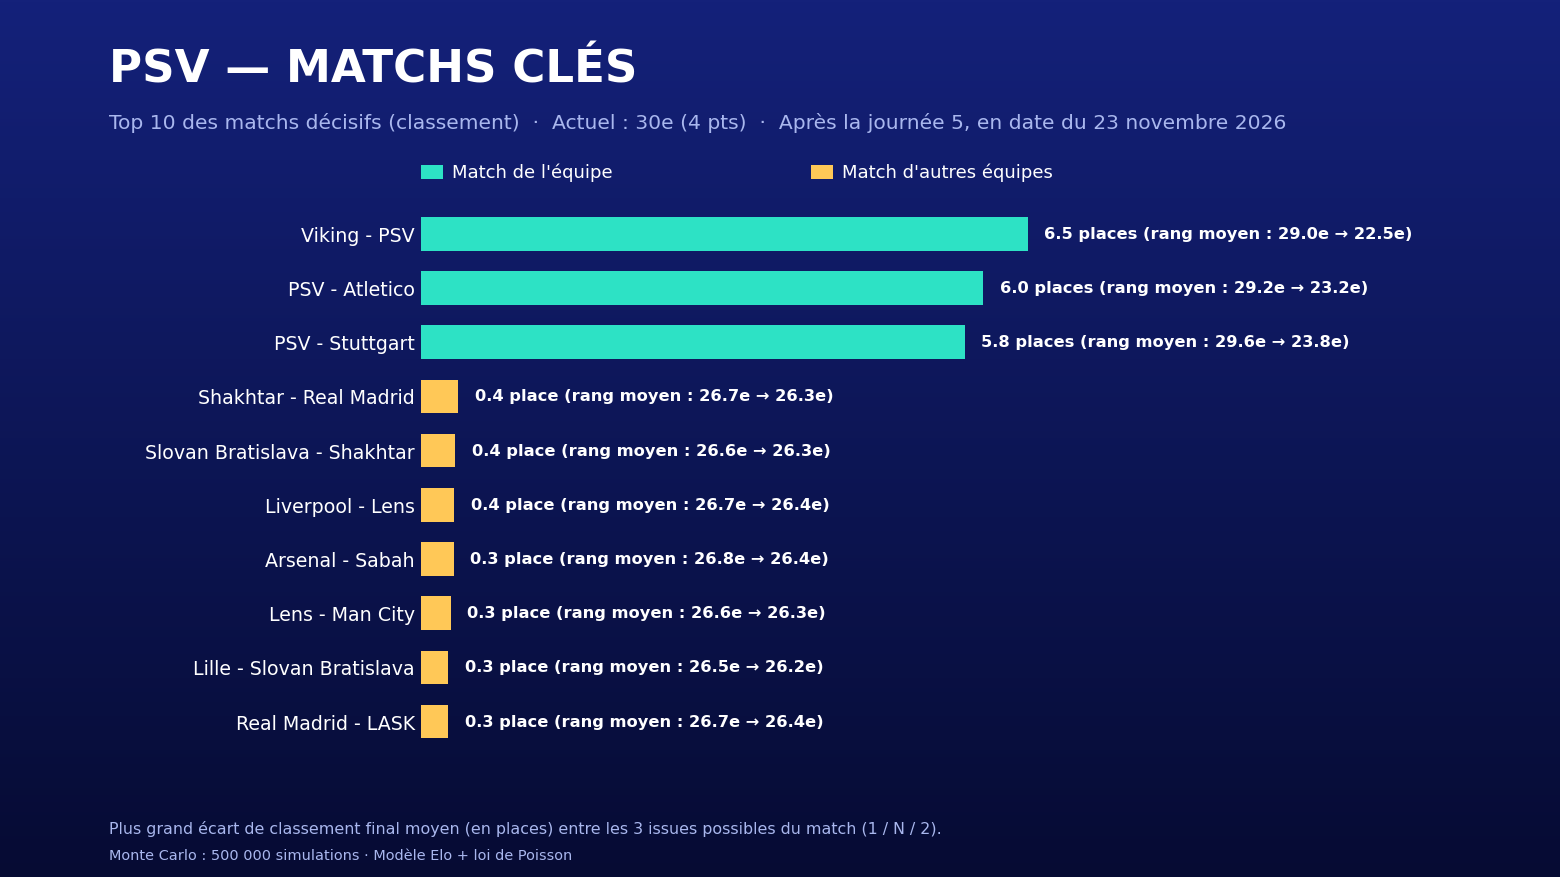 PSV — MATCHS CLÉS
Top 10 des matchs décisifs (classement)  ·  Actuel : 30e (4 pts)  ·  Après la journée 5, en date du 23 novembre 2026
Match de l'équipe
Match d'autres équipes
Viking - PSV
6.5 places (rang moyen : 29.0e → 22.5e)
PSV - Atletico
6.0 places (rang moyen : 29.2e → 23.2e)
PSV - Stuttgart
5.8 places (rang moyen : 29.6e → 23.8e)
Shakhtar - Real Madrid
0.4 place (rang moyen : 26.7e → 26.3e)
Slovan Bratislava - Shakhtar
0.4 place (rang moyen : 26.6e → 26.3e)
Liverpool - Lens
0.4 place (rang moyen : 26.7e → 26.4e)
Arsenal - Sabah
0.3 place (rang moyen : 26.8e → 26.4e)
Lens - Man City
0.3 place (rang moyen : 26.6e → 26.3e)
Lille - Slovan Bratislava
0.3 place (rang moyen : 26.5e → 26.2e)
Real Madrid - LASK
0.3 place (rang moyen : 26.7e → 26.4e)
Plus grand écart de classement final moyen (en places) entre les 3 issues possibles du match (1 / N / 2).
Monte Carlo : 500 000 simulations · Modèle Elo + loi de Poisson